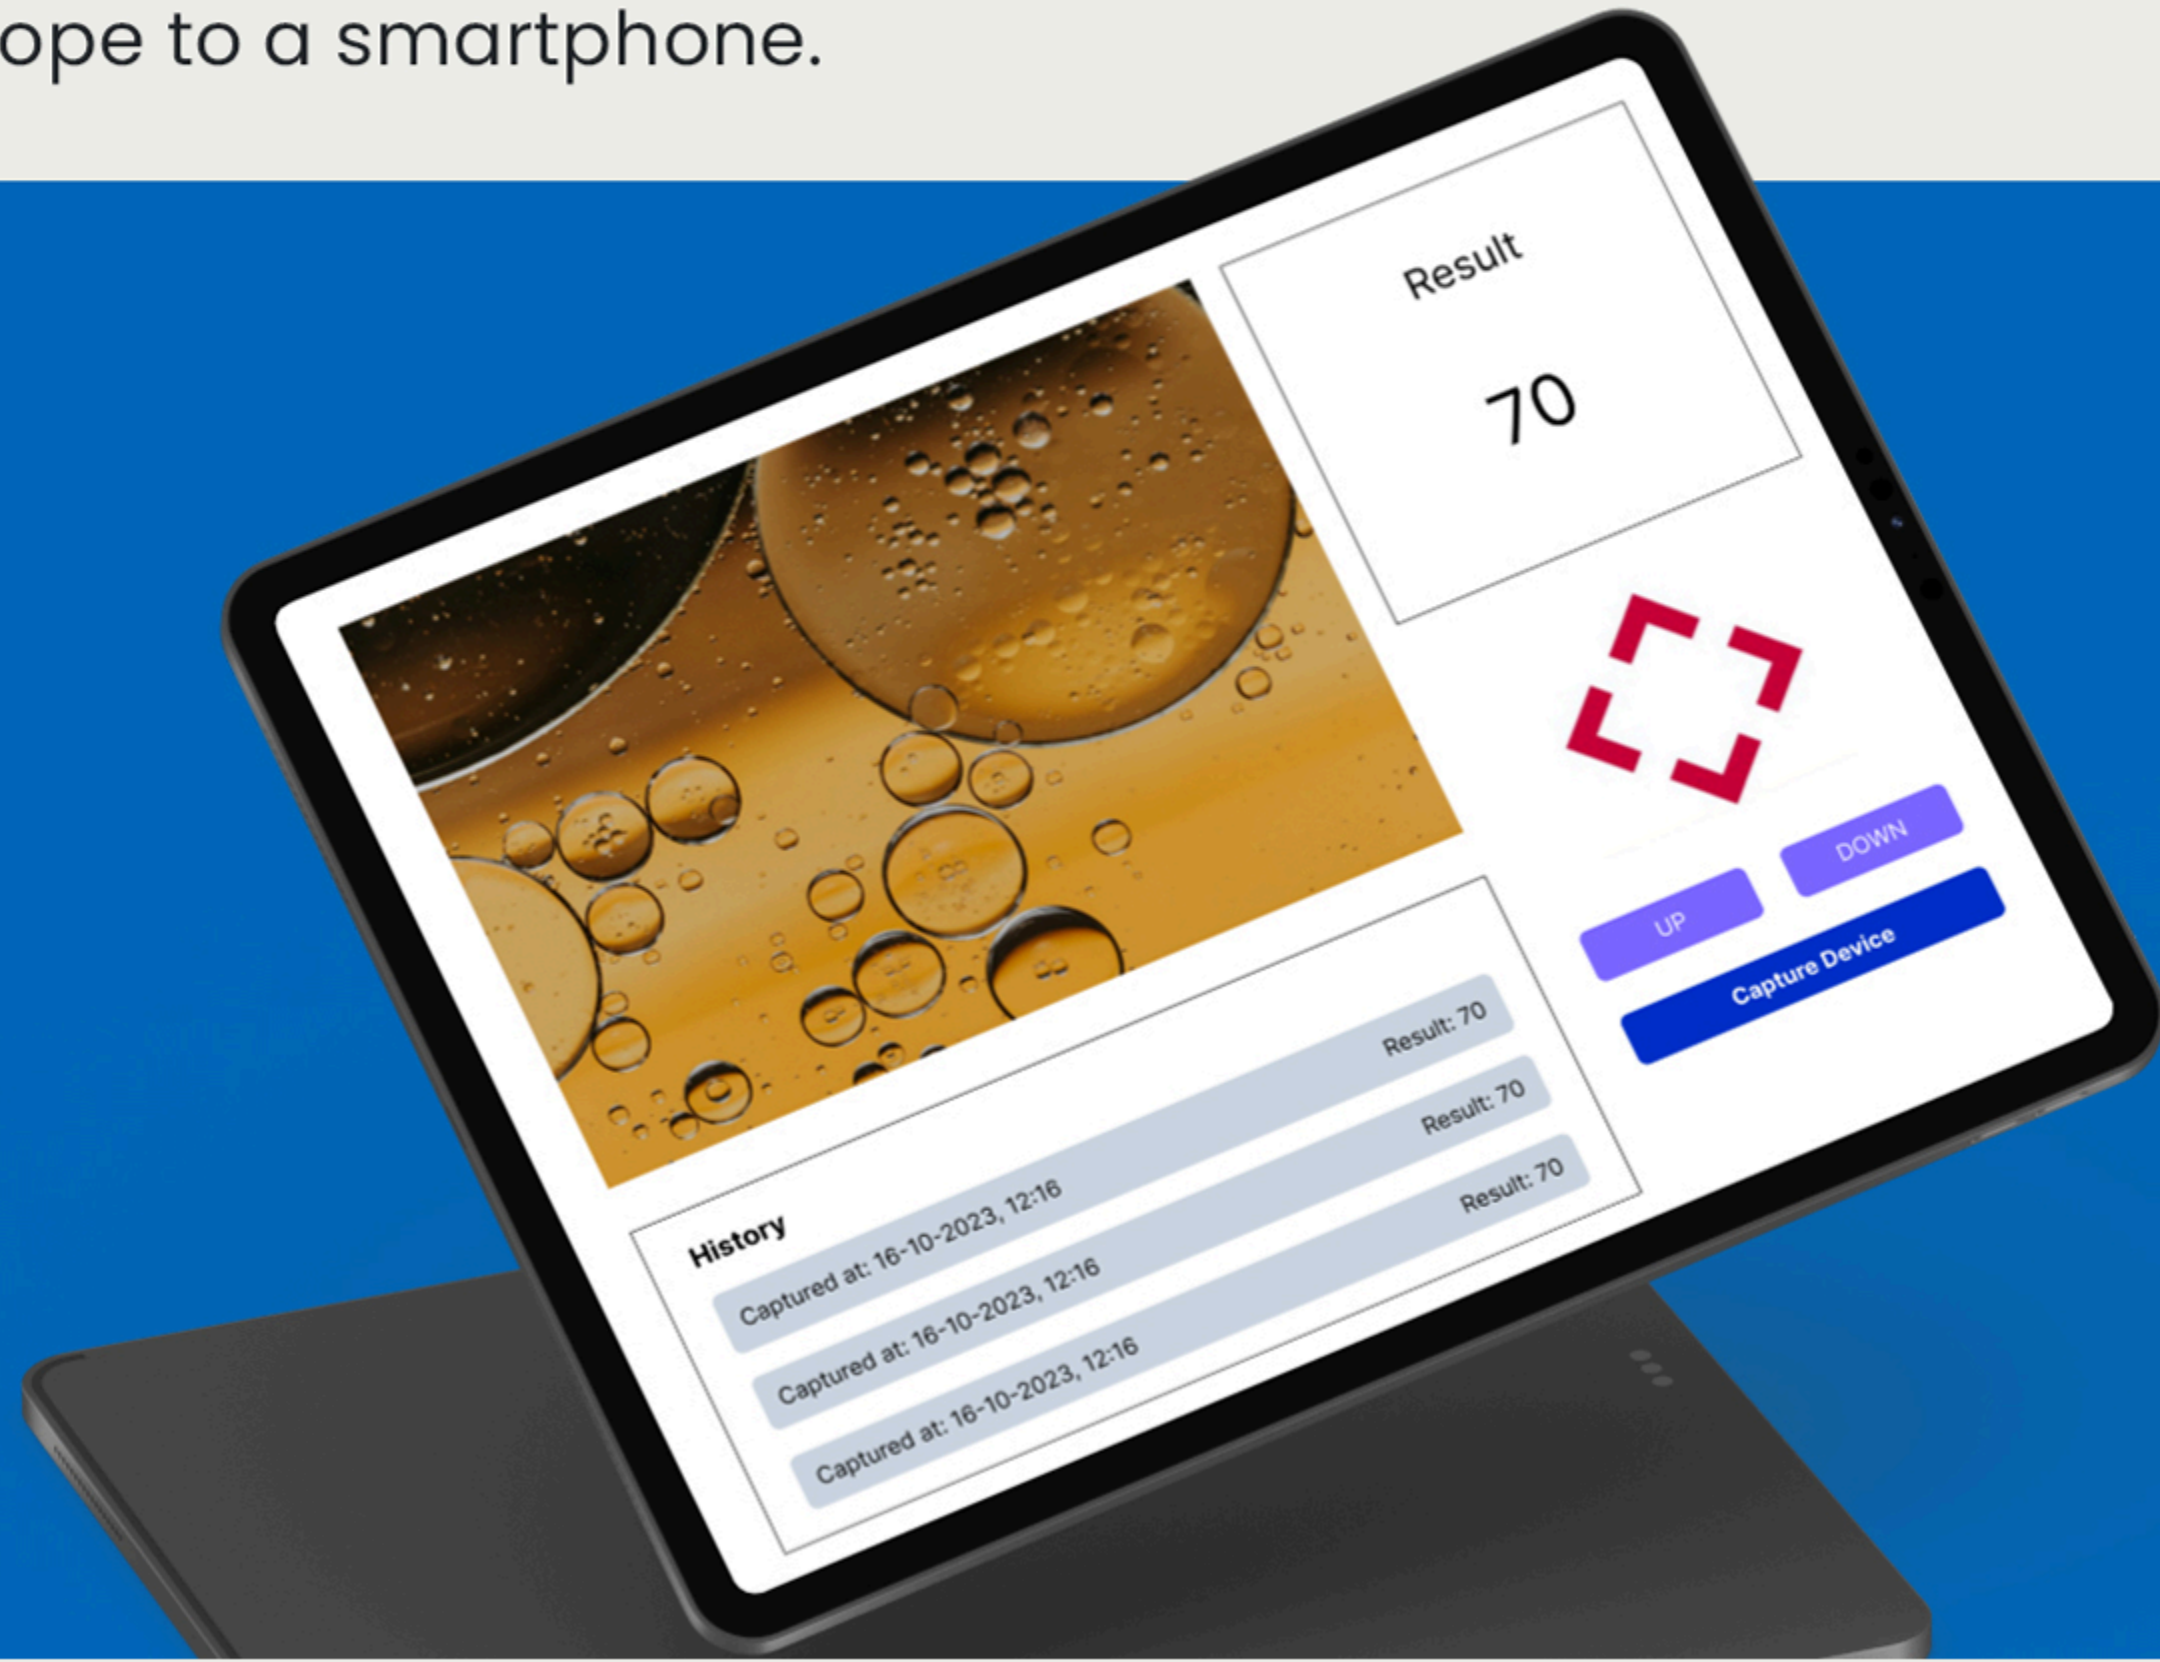 ope to a smartphone.
Result
70
UP
DOWN
Capture Device
History
Captured at: 16-10-2023, 12:16 Result: 70
Captured at: 16-10-2023, 12:16 Result: 70
Captured at: 16-10-2023, 12:16 Result: 70